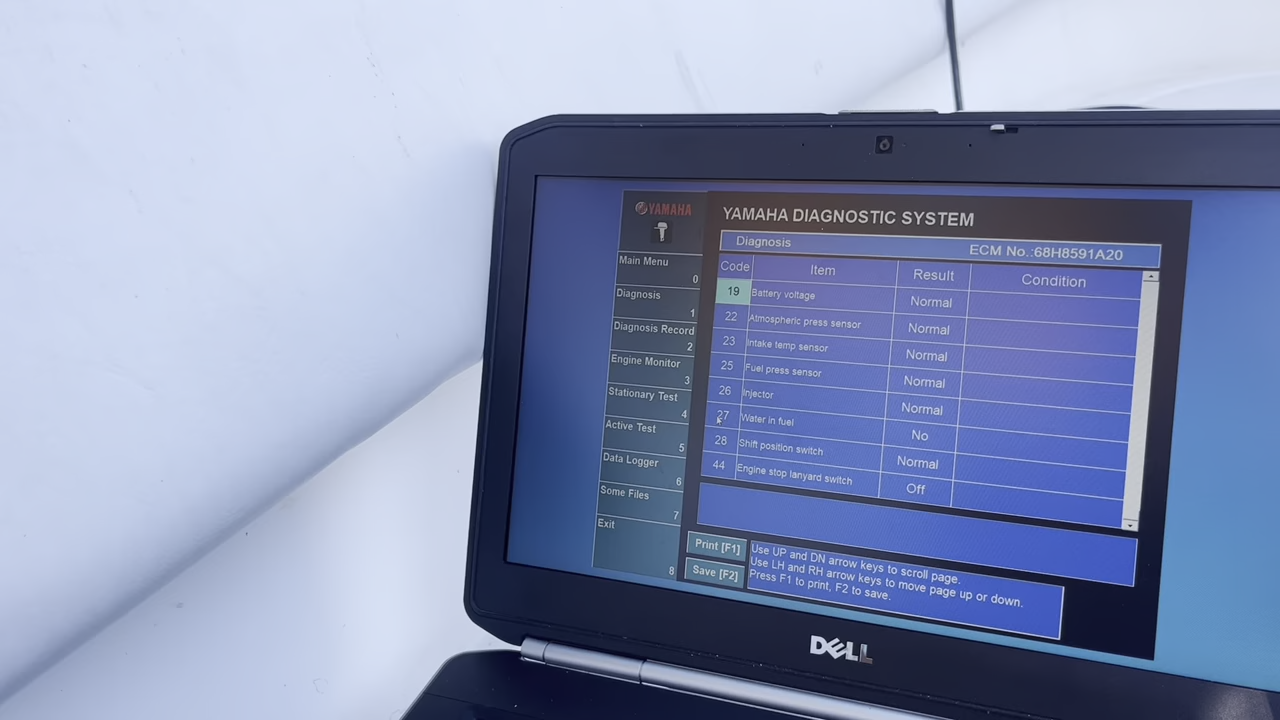 YAMAHA
YAMAHA DIAGNOSTIC SYSTEM
Diagnosis ECM No.:68H8591A20
Main Menu 0
Diagnosis 1
Diagnosis Record 2
Engine Monitor 3
Stationary Test 4
Active Test 5
Data Logger 6
Some Files 7
Exit 8
Code Item Result Condition
19 Battery voltage Normal
22 Atmospheric press sensor Normal
23 Intake temp sensor Normal
25 Fuel press sensor Normal
26 Injector Normal
27 Water in fuel No
28 Shift position switch Normal
44 Engine stop lanyard switch Off
Print [F1]
Save [F2]
Use UP and DN arrow keys to scroll page.
Use LH and RH arrow keys to move page up or down.
Press F1 to print, F2 to save.
DELL